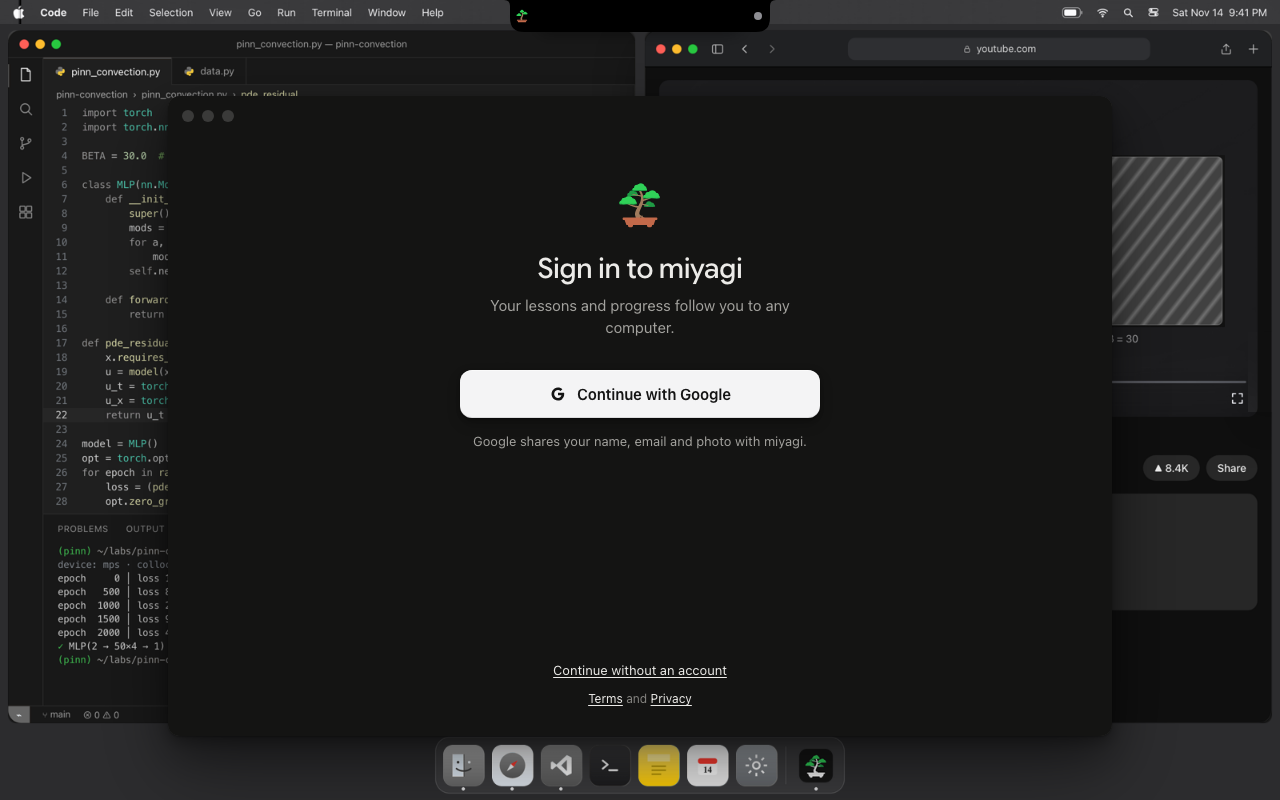 Code File Edit Selection View Go Run Terminal Window Help
Sat Nov 14 9:41 PM
pinn_convection.py — pinn-convection
pinn_convection.py
data.py
pinn-convection › pinn_convection.py › pde_residual
1 import torch
2 import torch.nn
3
4 BETA = 30.0 #
5
6 class MLP(nn.Mo
7 def __init_
8 super()
9 mods =
10 for a,
11 mod
12 self.ne
13
14 def forward
15 return
16
17 def pde_residua
18 x.requires_
19 u = model(x
20 u_t = torch
21 u_x = torch
22 return u_t
23
24 model = MLP()
25 opt = torch.opt
26 for epoch in ra
27 loss = (pde
28 opt.zero_gr
PROBLEMS OUTPUT
(pinn) ~/labs/pinn-c
device: mps · colloc
epoch 0 | loss
epoch 500 | loss
epoch 1000 | loss 2
epoch 1500 | loss 9
epoch 2000 | loss 4
✓ MLP(2 → 50×4 → 1)
(pinn) ~/labs/pinn-c
main
0 0
youtube.com
= 30
8.4K
Share
Sign in to miyagi
Your lessons and progress follow you to any
computer.
G Continue with Google
Google shares your name, email and photo with miyagi.
Continue without an account
Terms and Privacy
14